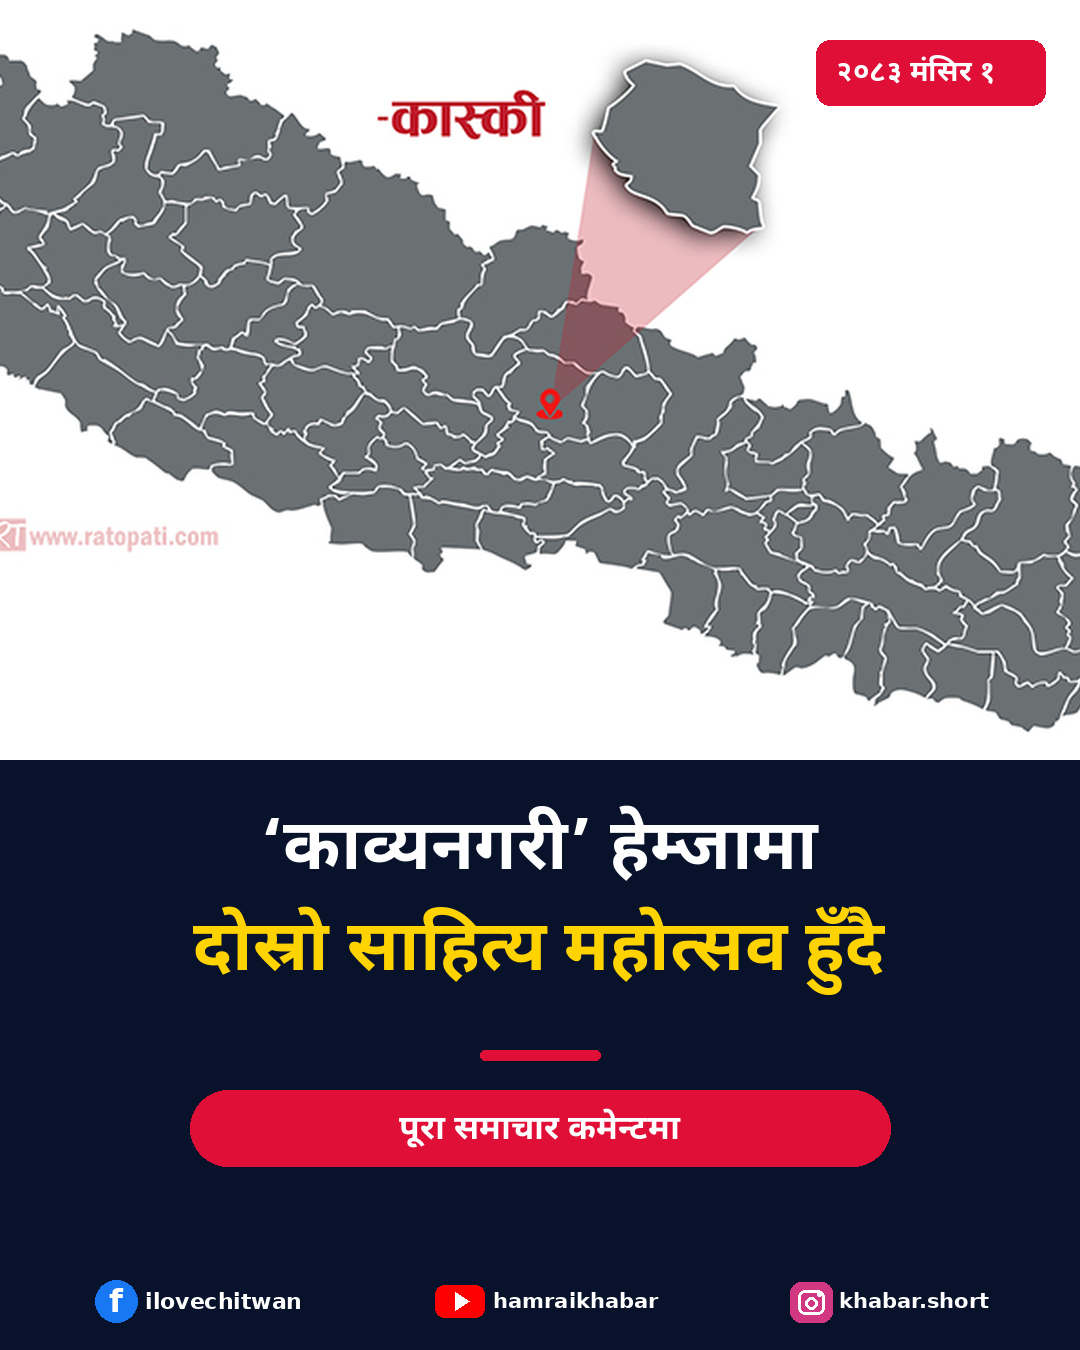 २०८३ मंसिर १
-कास्की
www.ratopati.com
‘काव्यनगरी’ हेम्जामा
दोस्रो साहित्य महोत्सव हुँदै
पूरा समाचार कमेन्टमा
ilovechitwan
hamraikhabar
khabar.short